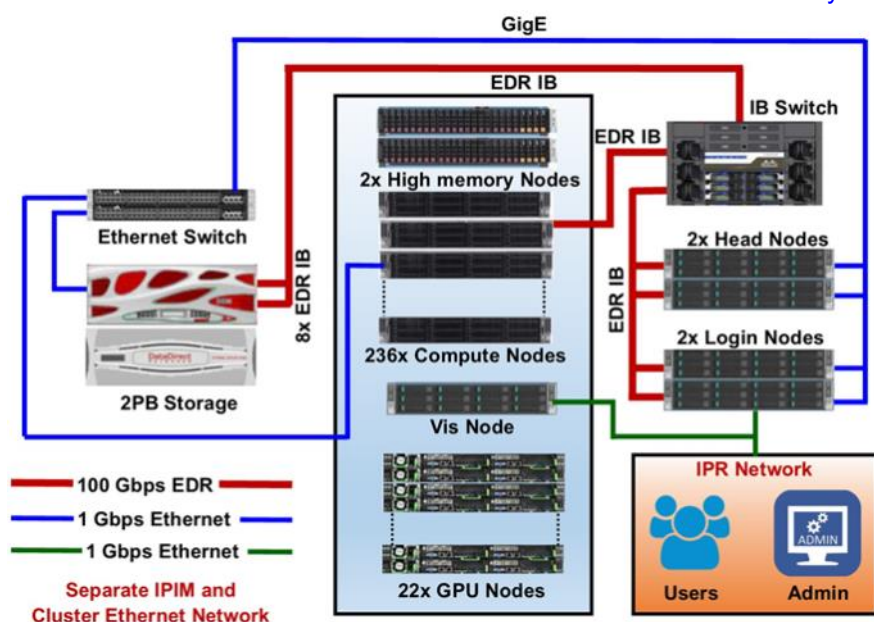 GigE
EDR IB
IB Switch
EDR IB
2x High memory Nodes
Ethernet Switch
2x Head Nodes
8x EDR IB
EDR IB
236x Compute Nodes
2x Login Nodes
DataDirect
2PB Storage
Vis Node
IPR Network
100 Gbps EDR
1 Gbps Ethernet
1 Gbps Ethernet
ADMIN
Separate IPIM and
Cluster Ethernet Network
22x GPU Nodes
Users
Admin